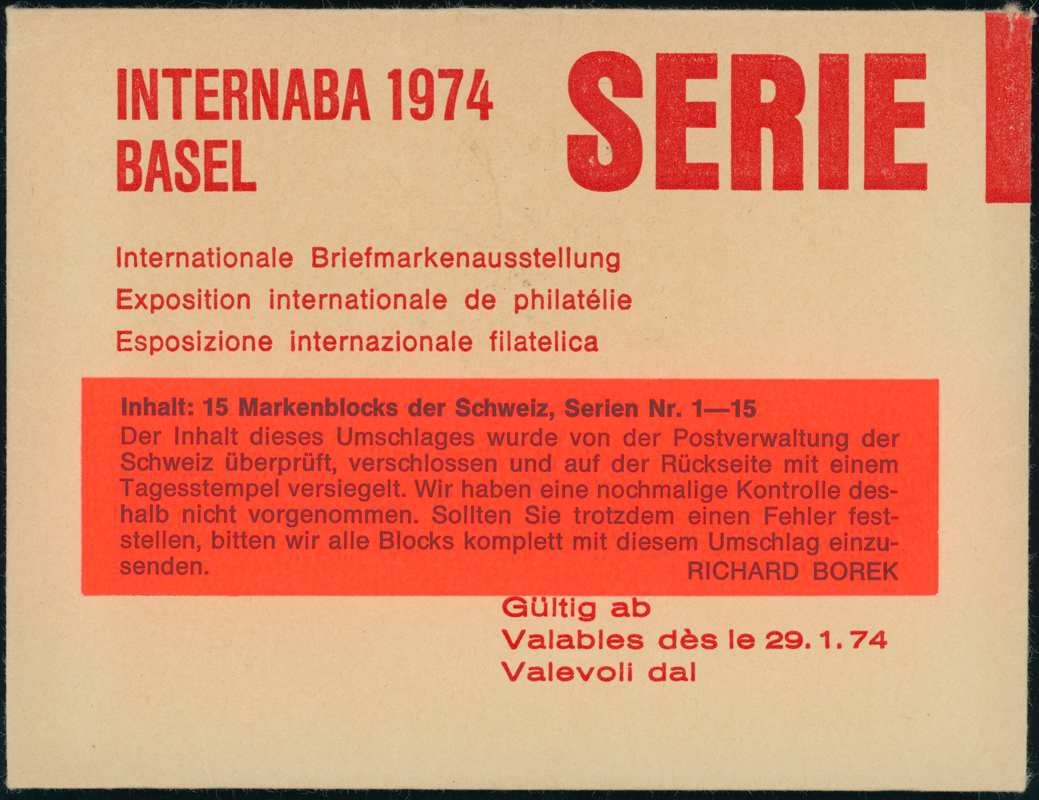 INTERNABA 1974
BASEL
SERIE
Internationale Briefmarkenausstellung
Exposition internationale de philatélie
Esposizione internazionale filatelica
Inhalt: 15 Markenblocks der Schweiz, Serien Nr. 1—15
Der Inhalt dieses Umschlages wurde von der Postverwaltung der
Schweiz überprüft, verschlossen und auf der Rückseite mit einem
Tagesstempel versiegelt. Wir haben eine nochmalige Kontrolle des-
halb nicht vorgenommen. Sollten Sie trotzdem einen Fehler fest-
stellen, bitten wir alle Blocks komplett mit diesem Umschlag einzu-
senden.
RICHARD BOREK
Gültig ab
Valables dès le 29.1.74
Valevoli dal